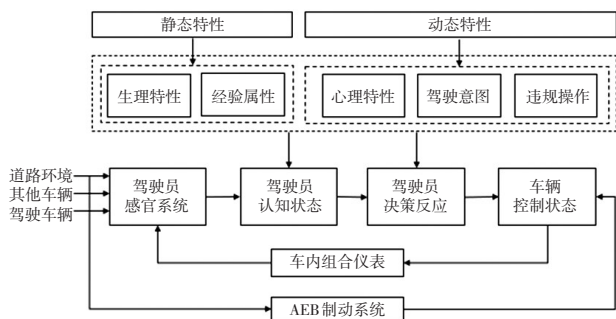 静态特性
动态特性
生理特性
经验属性
心理特性
驾驶意图
违规操作
道路环境
其他车辆
驾驶车辆
驾驶员
感官系统
驾驶员
认知状态
驾驶员
决策反应
车辆
控制状态
车内组合仪表
AEB制动系统